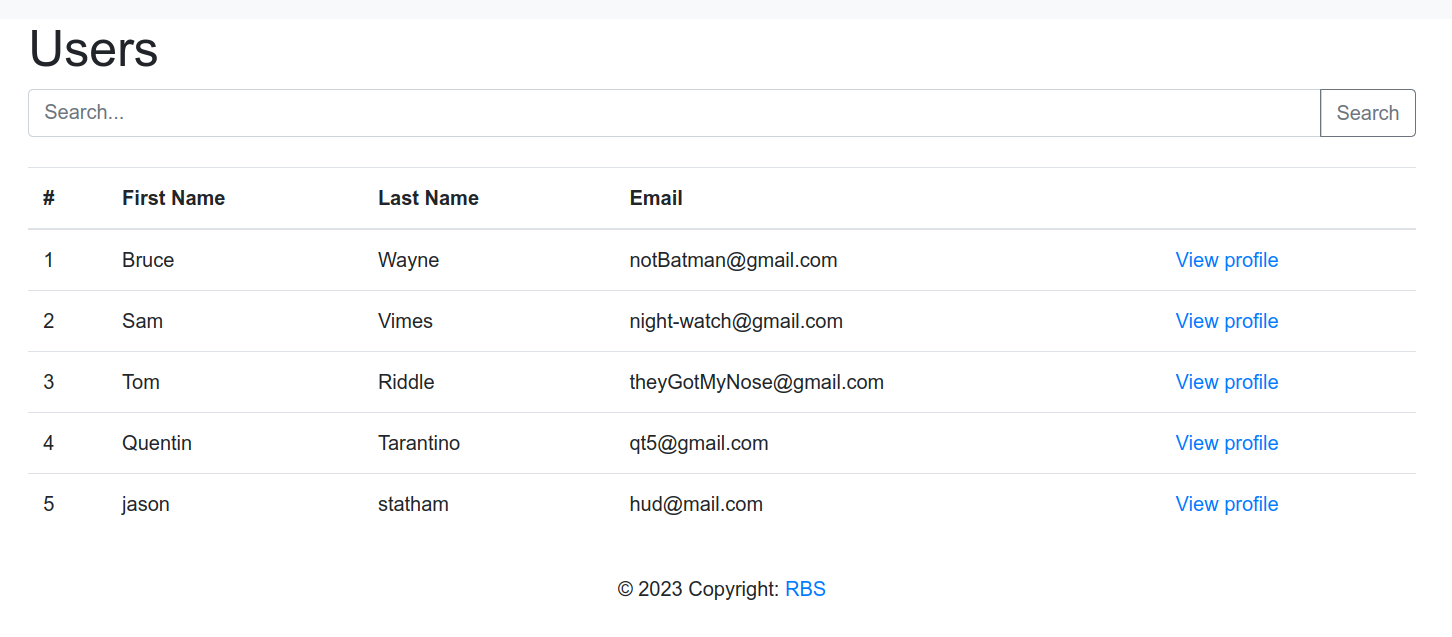 Users
Search... Search
# First Name Last Name Email
1 Bruce Wayne notBatman@gmail.com View profile
2 Sam Vimes night-watch@gmail.com View profile
3 Tom Riddle theyGotMyNose@gmail.com View profile
4 Quentin Tarantino qt5@gmail.com View profile
5 jason statham hud@mail.com View profile
© 2023 Copyright: RBS